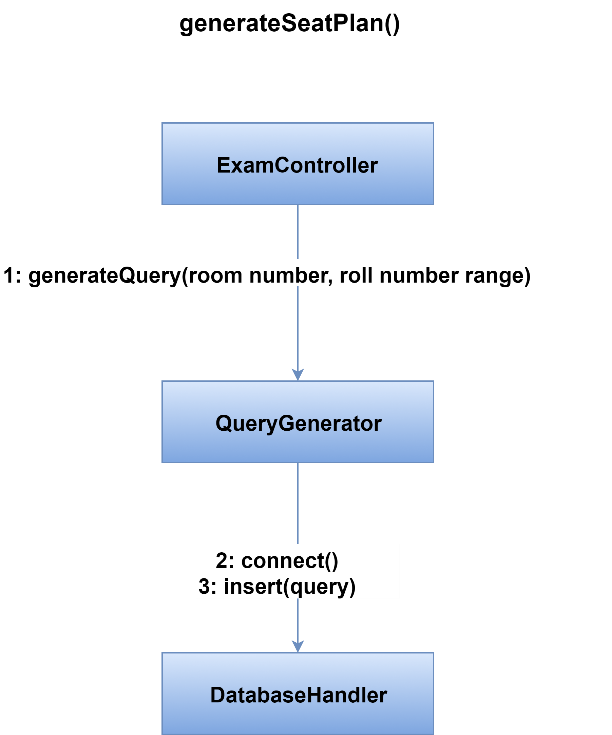 generateSeatPlan()
ExamController
1: generateQuery(room number, roll number range)
QueryGenerator
2: connect()
3: insert(query)
DatabaseHandler